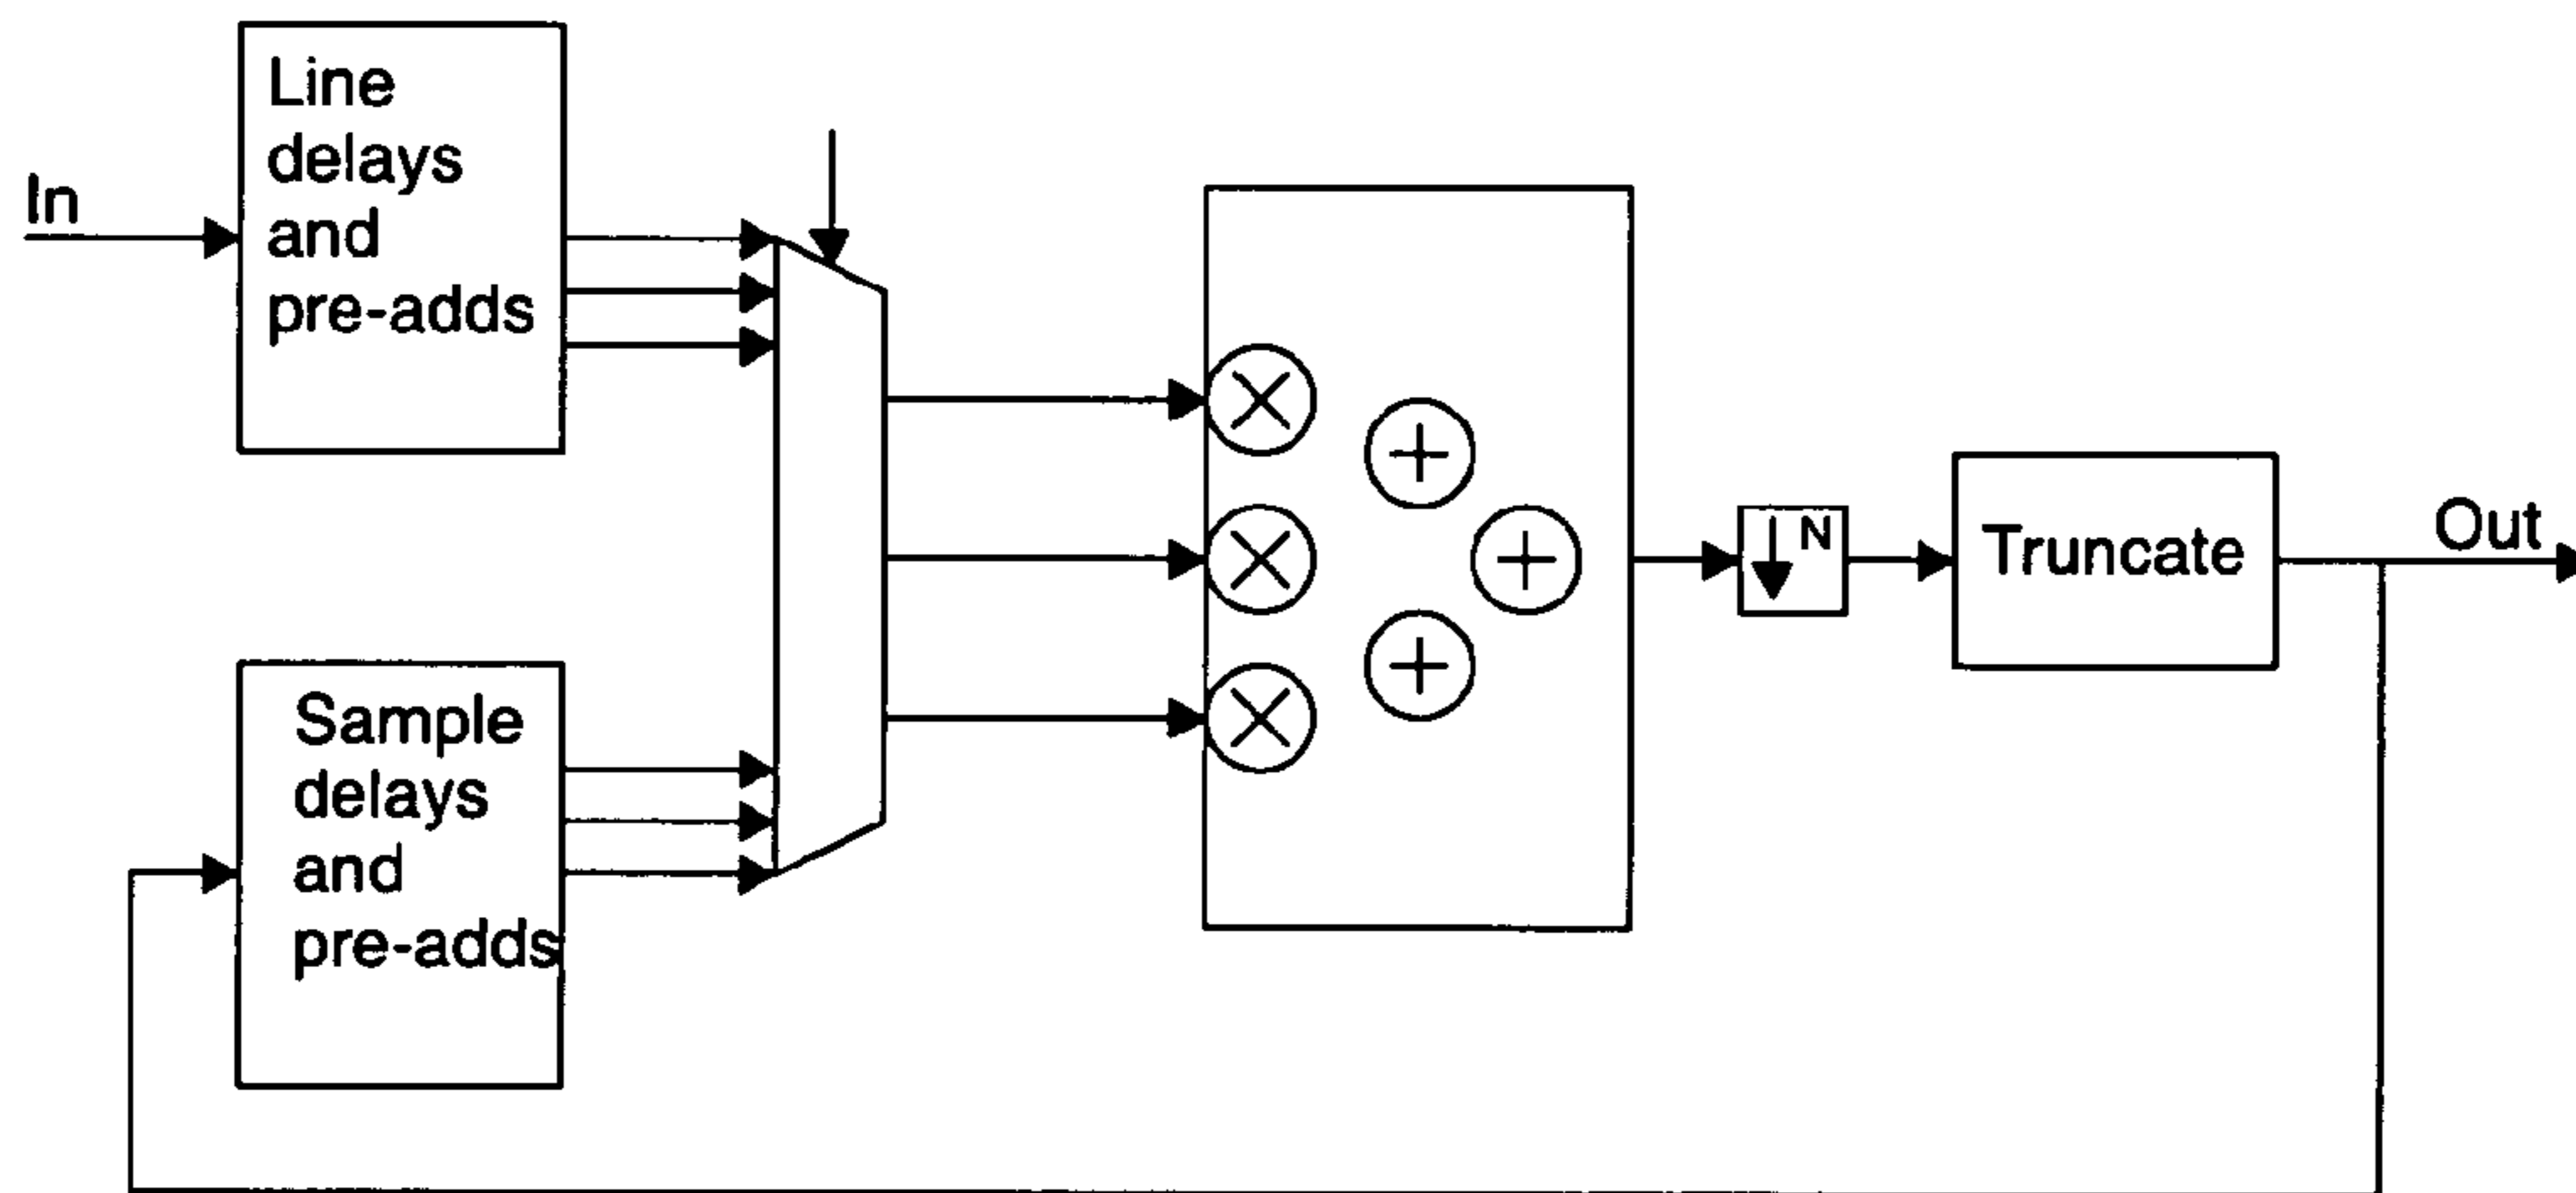 In
Line
delays
and
pre-adds
Sample
delays
and
pre-adds
N
Truncate
Out